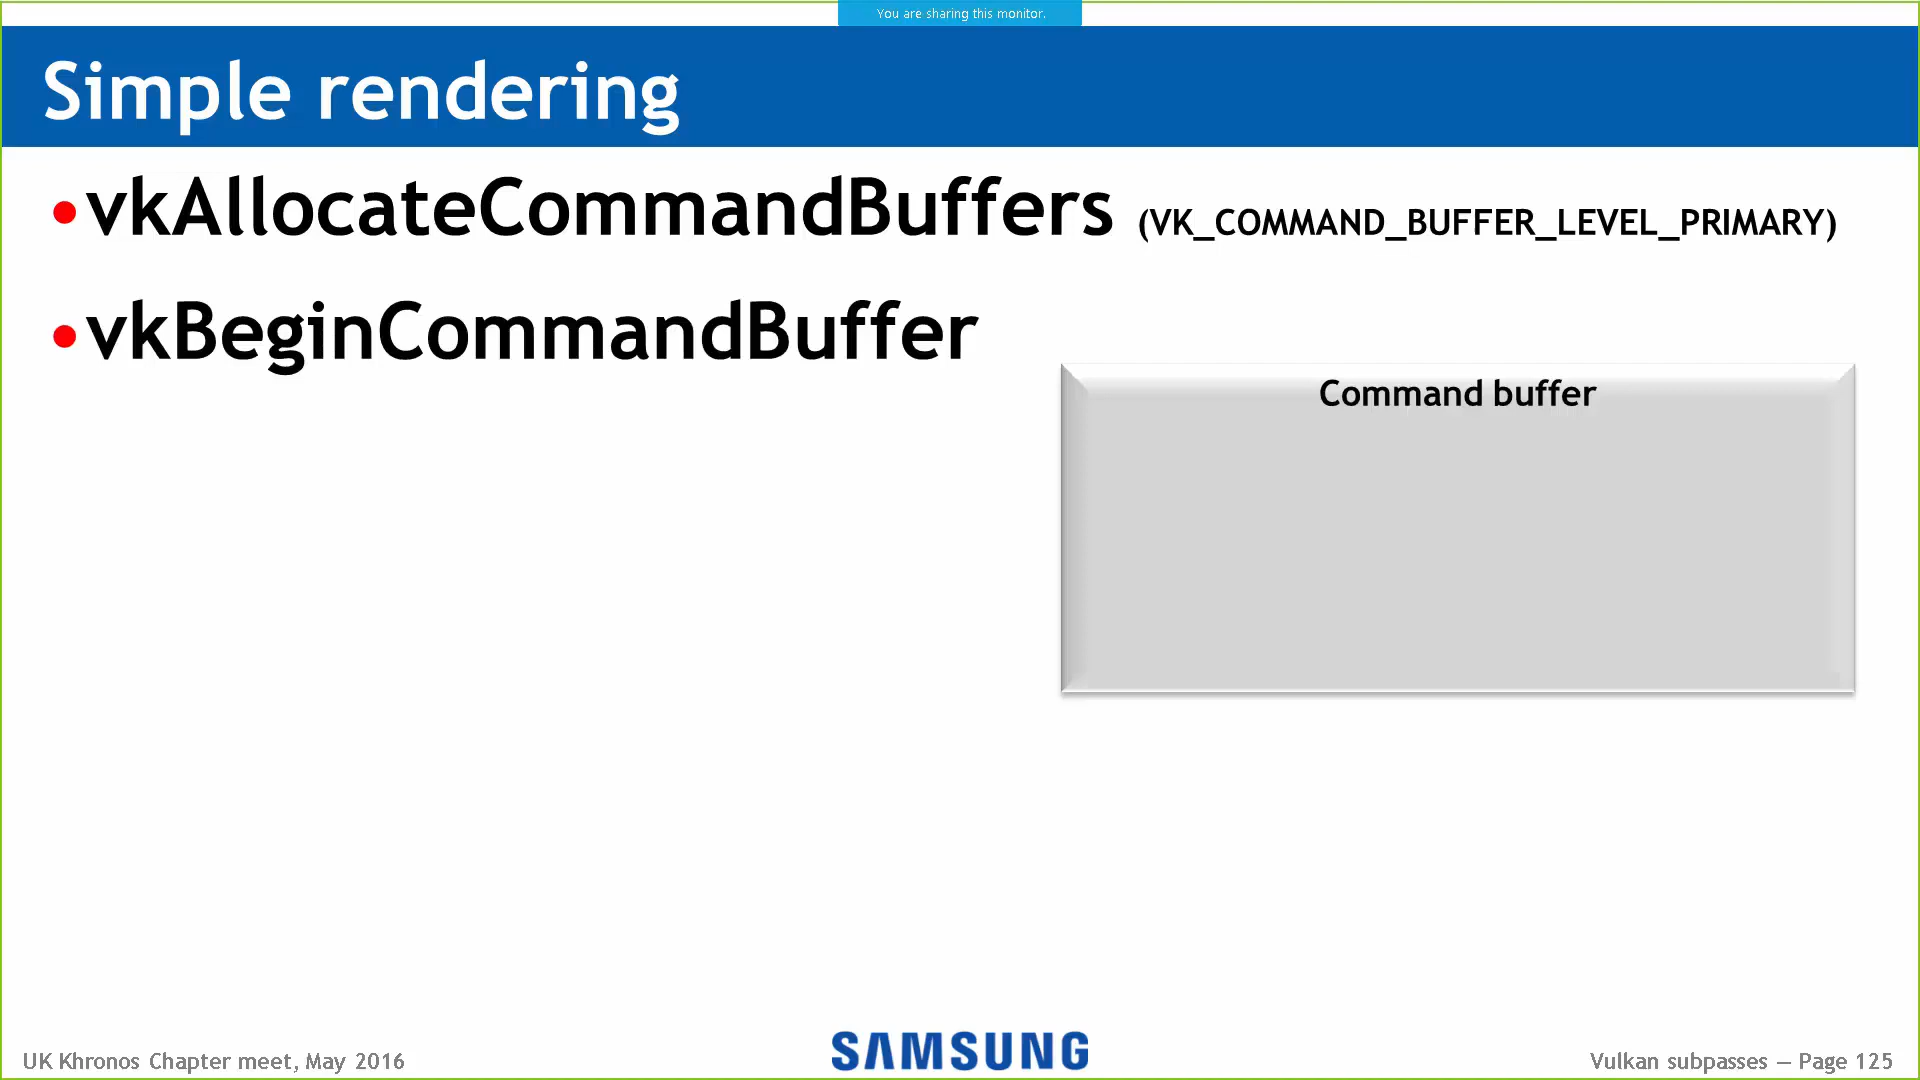 You are sharing this monitor.
Simple rendering
•vkAllocateCommandBuffers (VK_COMMAND_BUFFER_LEVEL_PRIMARY)
•vkBeginCommandBuffer
Command buffer
UK Khronos Chapter meet, May 2016
SAMSUNG
Vulkan subpasses — Page 125